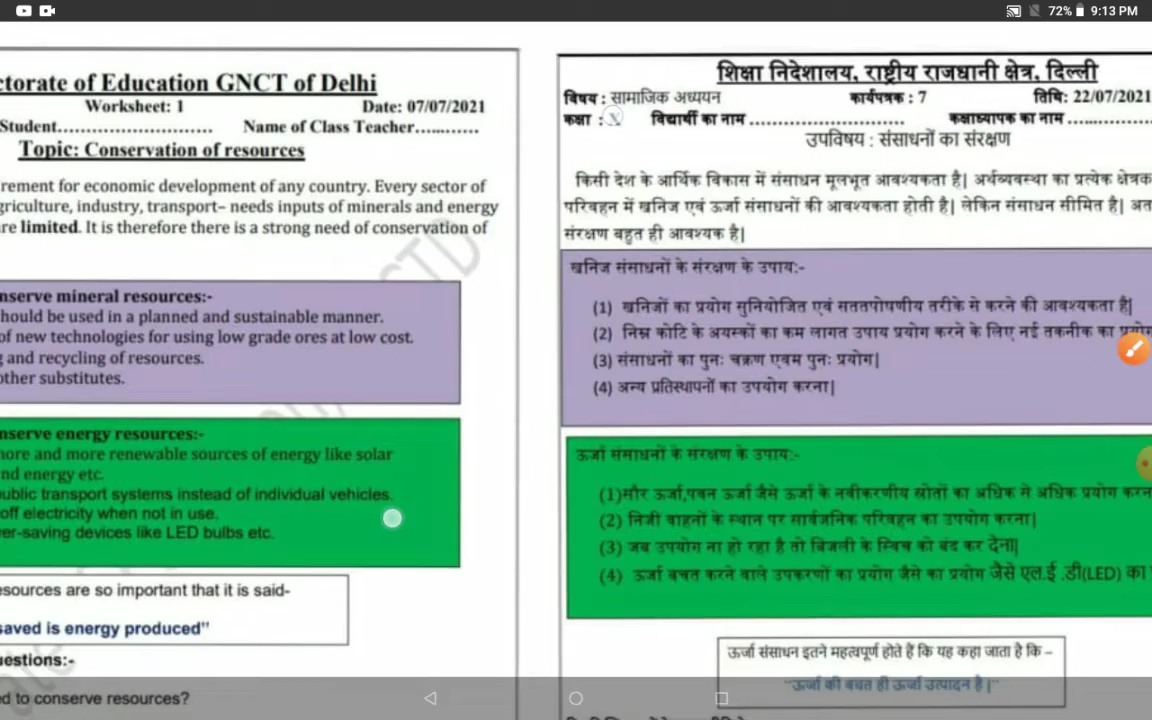 72% 9:13 PM
ctorate of Education GNCT of Delhi
Worksheet: 1 Date: 07/07/2021
Student............................... Name of Class Teacher.............
Topic: Conservation of resources
rement for economic development of any country. Every sector of
griculture, industry, transport– needs inputs of minerals and energy
re limited. It is therefore there is a strong need of conservation of
nserve mineral resources:-
hould be used in a planned and sustainable manner.
of new technologies for using low grade ores at low cost.
g and recycling of resources.
other substitutes.
nserve energy resources:-
more and more renewable sources of energy like solar
nd energy etc.
public transport systems instead of individual vehicles.
off electricity when not in use.
er-saving devices like LED bulbs etc.
esources are so important that it is said-
saved is energy produced"
uestions:-
d to conserve resources?
शिक्षा निदेशालय, राष्ट्रीय राजधानी क्षेत्र, दिल्ली
विषय : सामाजिक अध्ययन कार्यपत्रक : 7 तिथि: 22/07/2021
कक्षा : X विद्यार्थी का नाम ............................... कक्षाध्यापक का नाम ................
उपविषय : संसाधनों का संरक्षण
किसी देश के आर्थिक विकास में संसाधन मूलभूत आवश्यकता है| अर्थव्यवस्था का प्रत्येक क्षेत्रक
परिवहन में खनिज एवं ऊर्जा संसाधनों की आवश्यकता होती है| लेकिन संसाधन सीमित है| अत
संरक्षण बहुत ही आवश्यक है|
खनिज संसाधनों के संरक्षण के उपाय:-
(1) खनिजों का प्रयोग सुनियोजित एवं सततपोषणीय तरीके से करने की आवश्यकता है|
(2) निम्न कोटि के अयस्कों का कम लागत उपाय प्रयोग करने के लिए नई तकनीक का प्रयोग
(3) संसाधनों का पुनः चक्रण एवम पुनः प्रयोग|
(4) अन्य प्रतिस्थापनों का उपयोग करना|
ऊर्जा संसाधनों के संरक्षण के उपाय:-
(1)सौर ऊर्जा,पवन ऊर्जा जैसे ऊर्जा के नवीकरणीय स्रोतों का अधिक से अधिक प्रयोग करन
(2) निजी वाहनों के स्थान पर सार्वजनिक परिवहन का उपयोग करना|
(3) जब उपयोग ना हो रहा है तो बिजली के स्विच को बंद कर देना|
(4) ऊर्जा बचत करने वाले उपकरणों का प्रयोग जैसे का प्रयोग जैसे एल.ई .डी(LED) का
ऊर्जा संसाधन इतने महत्वपूर्ण होते हैं कि यह कहा जाता है कि –
"ऊर्जा की बचत ही ऊर्जा उत्पादन है |"